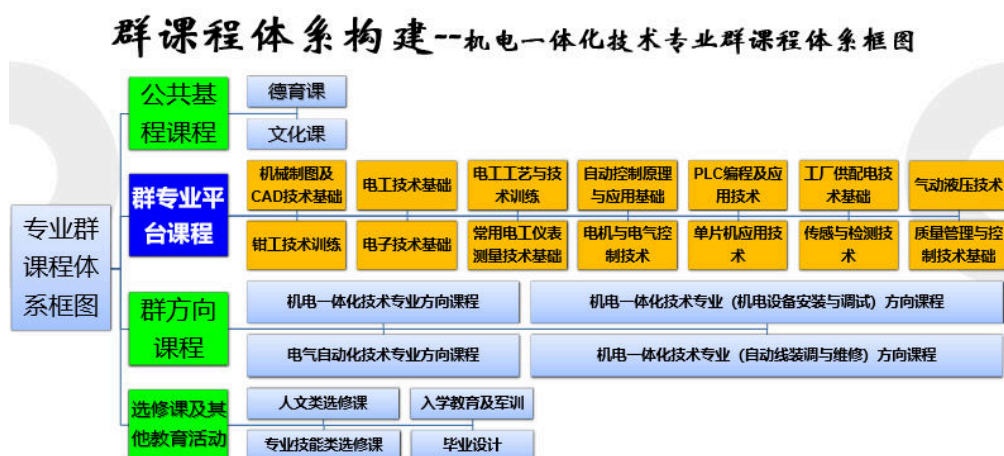 群课程体系构建--机电一体化技术专业群课程体系框图
专业群
课程体
系框图
公共基
程课程
德育课
文化课
群专业平
台课程
机械制图及
CAD技术基础
电工技术基础
电工工艺与技
术训练
自动控制原理
与应用基础
PLC编程及应
用技术
工厂供配电技
术基础
气动液压技术
钳工技术训练
电子技术基础
常用电工仪表
测量技术基础
电机与电气控
制技术
单片机应用技
术
传感与检测技
术
质量管理与控
制技术基础
群方向
课程
机电一体化技术专业方向课程
机电一体化技术专业（机电设备安装与调试）方向课程
电气自动化技术专业方向课程
机电一体化技术专业（自动线装调与维修）方向课程
选修课及其
他教育活动
人文类选修课
入学教育及军训
专业技能类选修课
毕业设计